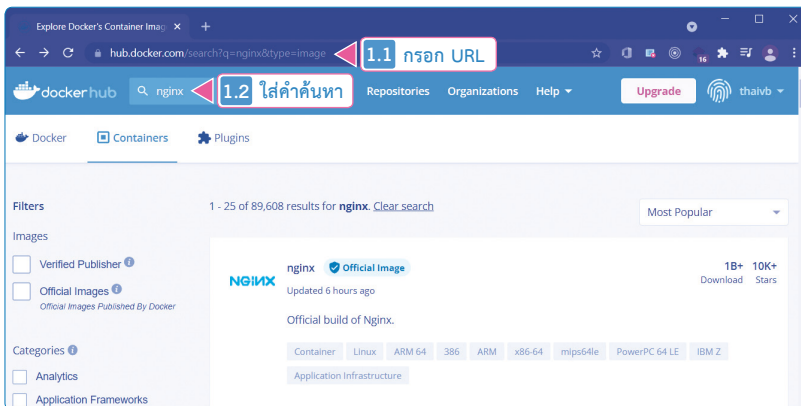 Explore Docker's Container Imag
hub.docker.com/search?q=nginx&type=image
1.1 กรอก URL
16
dockerhub
nginx
1.2 ใส่คำค้นหา
Repositories
Organizations
Help
Upgrade
thaivb
Docker
Containers
Plugins
Filters
1 - 25 of 89,608 results for nginx. Clear search
Most Popular
Images
Verified Publisher
Official Images
Official Images Published By Docker
NGINX
nginx
Official Image
1B+ 10K+
Download Stars
Updated 6 hours ago
Official build of Nginx.
Container Linux ARM 64 386 ARM x86-64 mips64le PowerPC 64 LE IBM Z
Application Infrastructure
Categories
Analytics
Application Frameworks